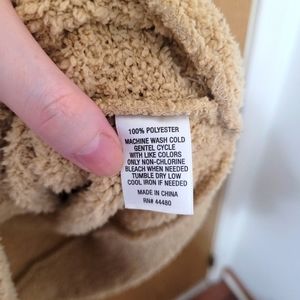 100% POLYESTER
MACHINE WASH COLD
GENTEL CYCLE
WITH LIKE COLORS
ONLY NON-CHLORINE
BLEACH WHEN NEEDED
TUMBLE DRY LOW
COOL IRON IF NEEDED
MADE IN CHINA
RN# 44480